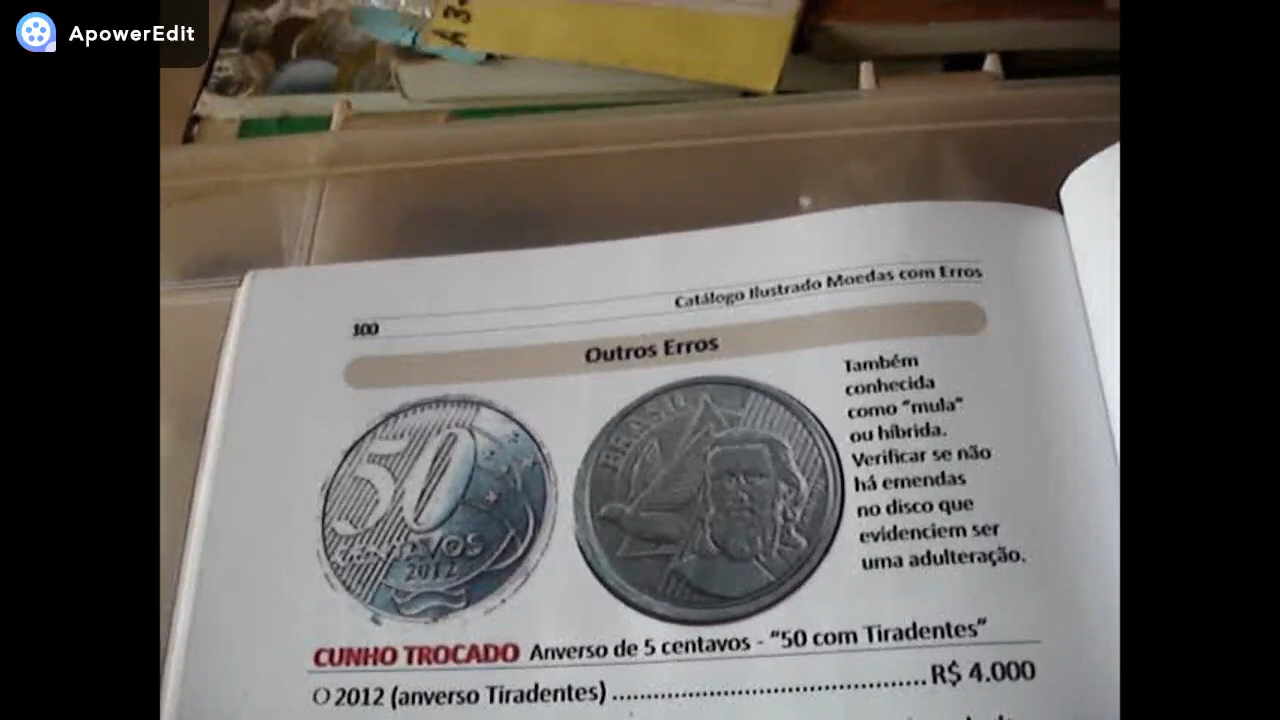 ApowerEdit
A 3
Catálogo Ilustrado Moedas com Erros
100
Outros Erros
Também
conhecida
como "mula"
ou híbrida.
Verificar se não
há emendas
no disco que
evidenciem ser
uma adulteração.
50
CENTAVOS
2012
BRASIL
CUNHO TROCADO Anverso de 5 centavos - "50 com Tiradentes"
O 2012 (anverso Tiradentes) ........................................ R$ 4.000